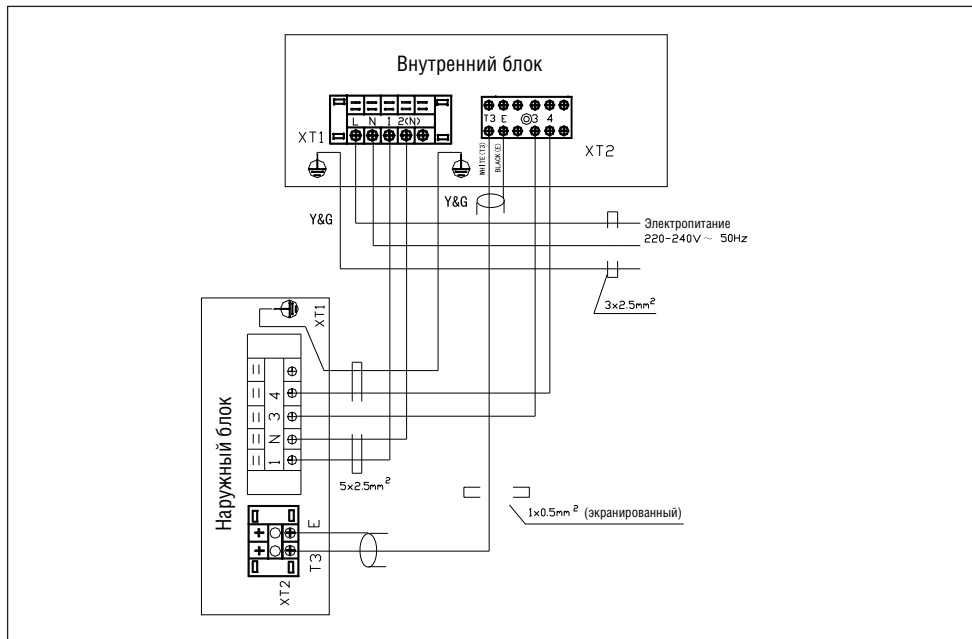 Внутренний блок
L N 1 2(N)
XT1
T3 E 3 4
XT2
WHITE(T3)
BLACK(E)
Y&G
Y&G
Электропитание
220-240V ~ 50Hz
3x2.5mm²
Наружный блок
XT1
4
3
N
1
5x2.5mm²
1x0.5mm² (экранированный)
E
T3
XT2